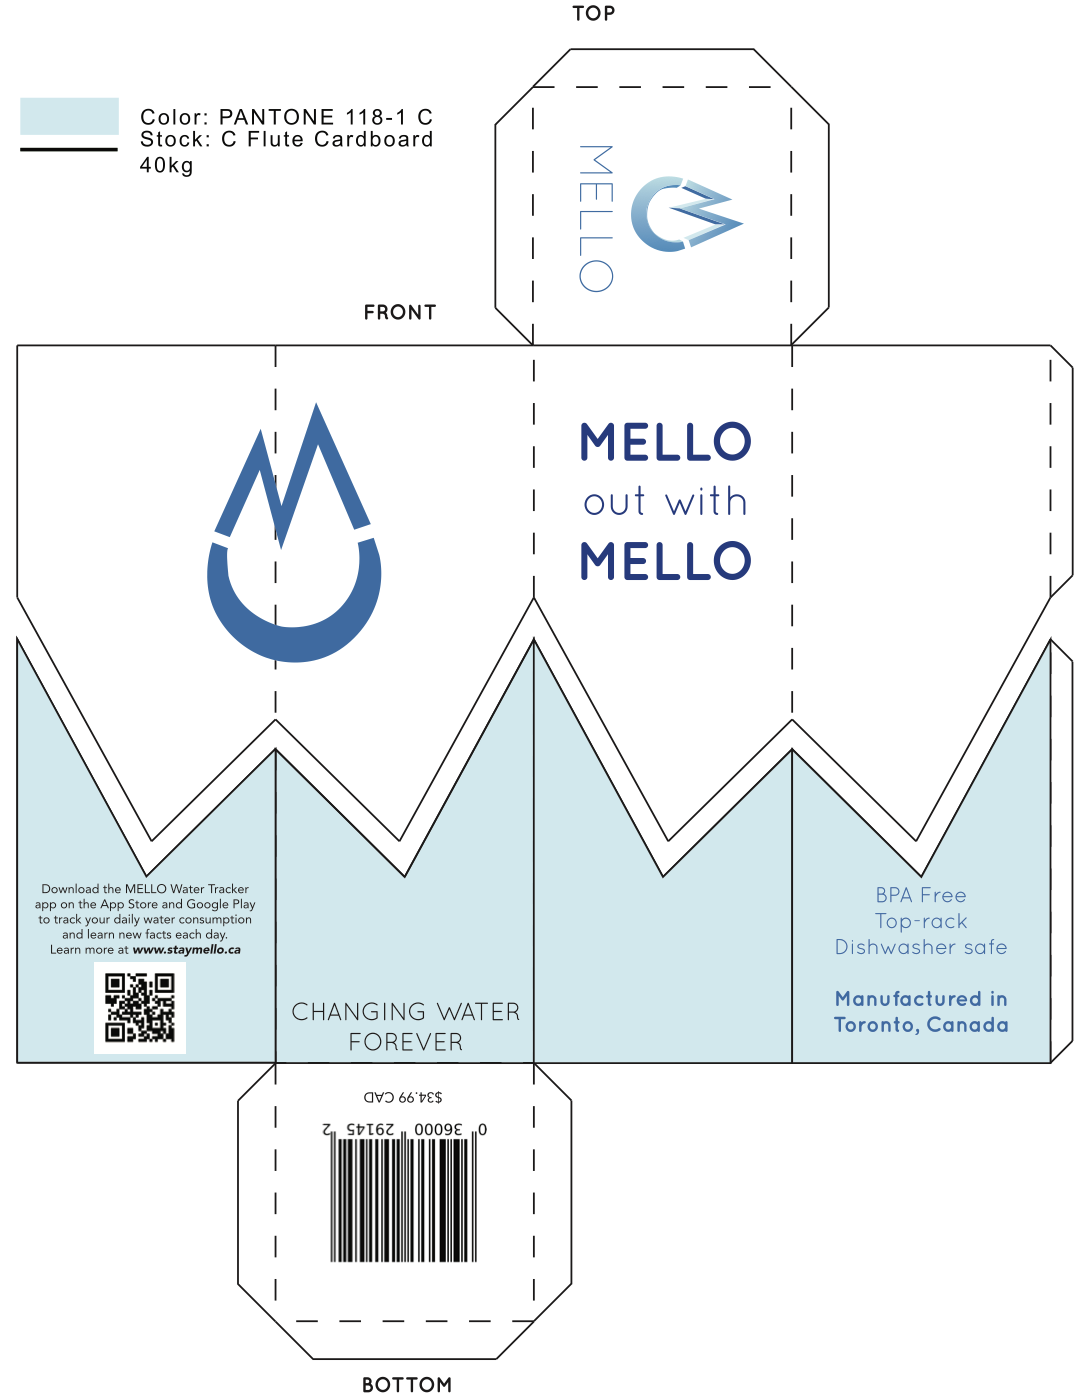 TOP
Color: PANTONE 118-1 C
Stock: C Flute Cardboard
40kg
MELLO
FRONT
MELLO
out with
MELLO
Download the MELLO Water Tracker
app on the App Store and Google Play
to track your daily water consumption
and learn new facts each day.
Learn more at www.staymello.ca
CHANGING WATER
FOREVER
BPA Free
Top-rack
Dishwasher safe
Manufactured in
Toronto, Canada
$34.99 CAD
0 36000 29145 2
BOTTOM